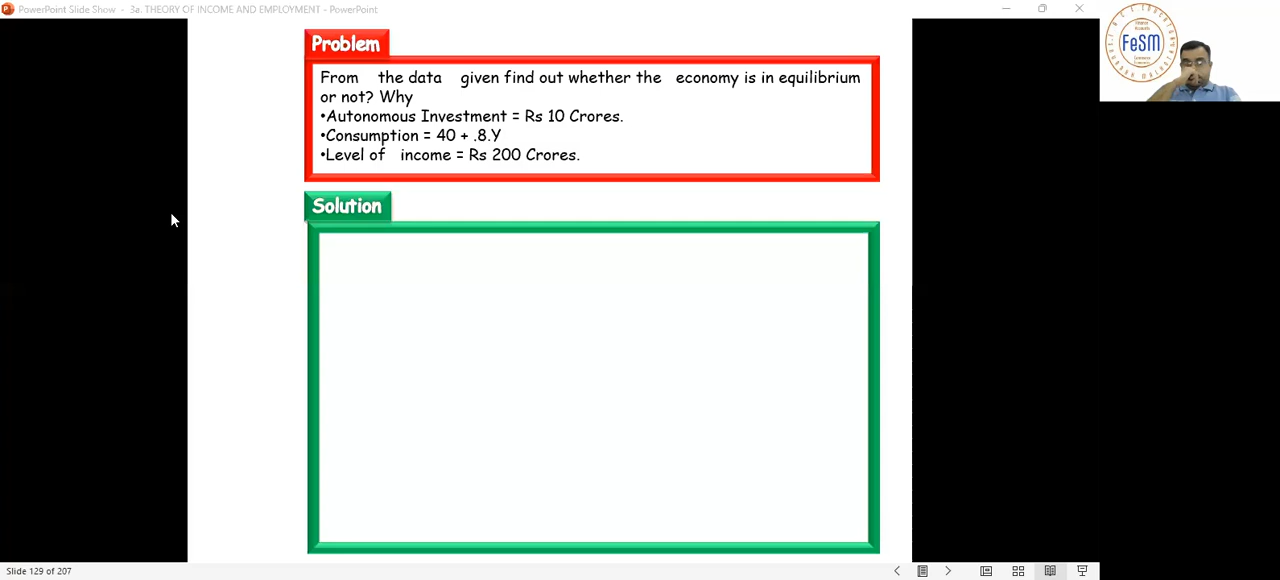 PowerPoint Slide Show - 3a. THEORY OF INCOME AND EMPLOYMENT - PowerPoint
FeSM
Problem
From the data given find out whether the economy is in equilibrium
or not? Why
•Autonomous Investment = Rs 10 Crores.
•Consumption = 40 + .8.Y
•Level of income = Rs 200 Crores.
Solution
Slide 129 of 207